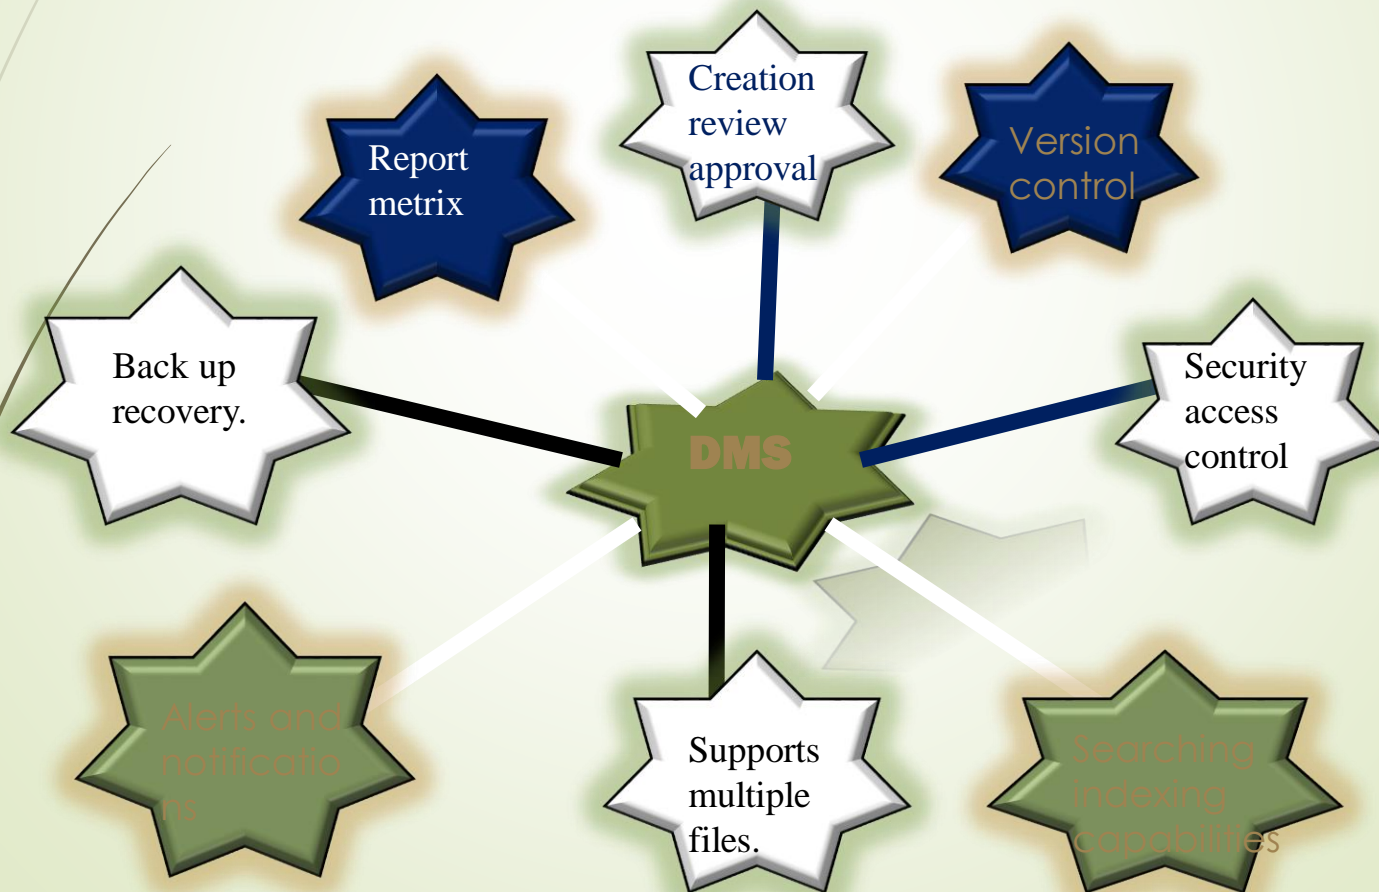 Creation
review
approval
Report
metrix
Version
control
Back up
recovery.
Security
access
control
DMS
Alerts and
notificatio
ns
Supports
multiple
files.
Searching
indexing
capabilities